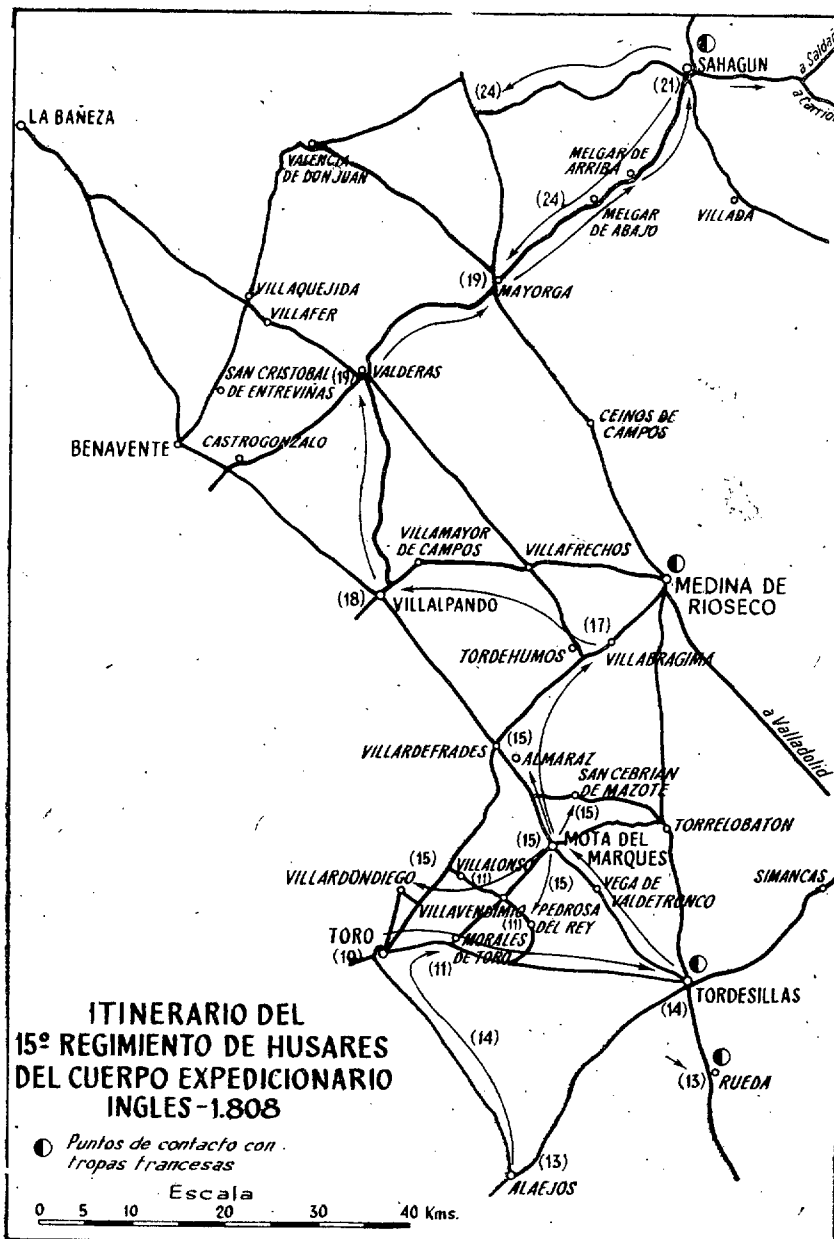 SAHAGUN
a Saldañ
a Carrion
(24)
(21)
LA BAÑEZA
VALENCIA
DE DON JUAN
MELGAR DE
ARRIBA
(24)
MELGAR
DE ABAJO
VILLADA
(19)
MAYORGA
VILLAQUEJIDA
VILLAFER
SAN CRISTOBAL
DE ENTREVIÑAS
(19)
VALDERAS
CEINOS DE
CAMPOS
BENAVENTE
CASTROGONZALO
VILLAMAYOR
DE CAMPOS
VILLAFRECHOS
MEDINA DE
RIOSECO
(18)
VILLALPANDO
(17)
TORDEHUMOS
VILLABRAGIMA
a Valladolid
VILLARDEFRADES
(15)
ALMARAZ
SAN CEBRIAN
DE MAZOTE
(15)
(15)
MOTA DEL
MARQUES
TORRELOBATON
(15)
VILLALONSO
(11)
(15)
VILLARDONDIEGO
VEGA DE
VALDETRONCO
SIMANCAS
VILLAVENDIMIO
PEDROSA
DEL REY
(11)
TORO
(10)
MORALES
DE TORO
(11)
TORDESILLAS
(14)
ITINERARIO DEL
15º REGIMIENTO DE HUSARES
DEL CUERPO EXPEDICIONARIO
INGLES-1.808
(14)
(13)
RUEDA
Puntos de contacto con
tropas francesas
(13)
ALAEJOS
Escala
0 5 10 20 30 40 Kms.